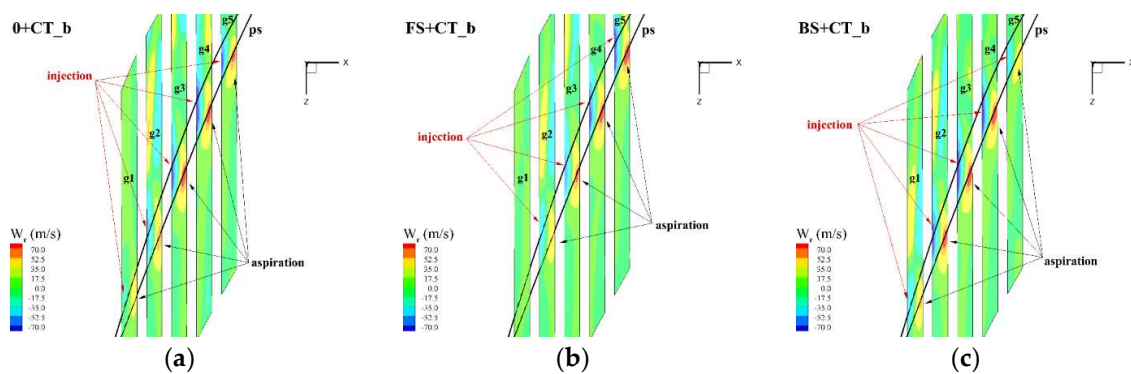 0+CT_b
g5
ps
g4
injection
g3
X
Z
g2
g1
W_r (m/s)
70.0
52.5
35.0
17.5
0.0
-17.5
-35.0
-52.5
-70.0
aspiration
(a)
FS+CT_b
g5
ps
g4
g3
X
Z
injection
g2
g1
W_r (m/s)
70.0
52.5
35.0
17.5
0.0
-17.5
-35.0
-52.5
-70.0
aspiration
(b)
BS+CT_b
g5
ps
g4
g3
X
Z
injection
g2
g1
W_r (m/s)
70.0
52.5
35.0
17.5
0.0
-17.5
-35.0
-52.5
-70.0
aspiration
(c)